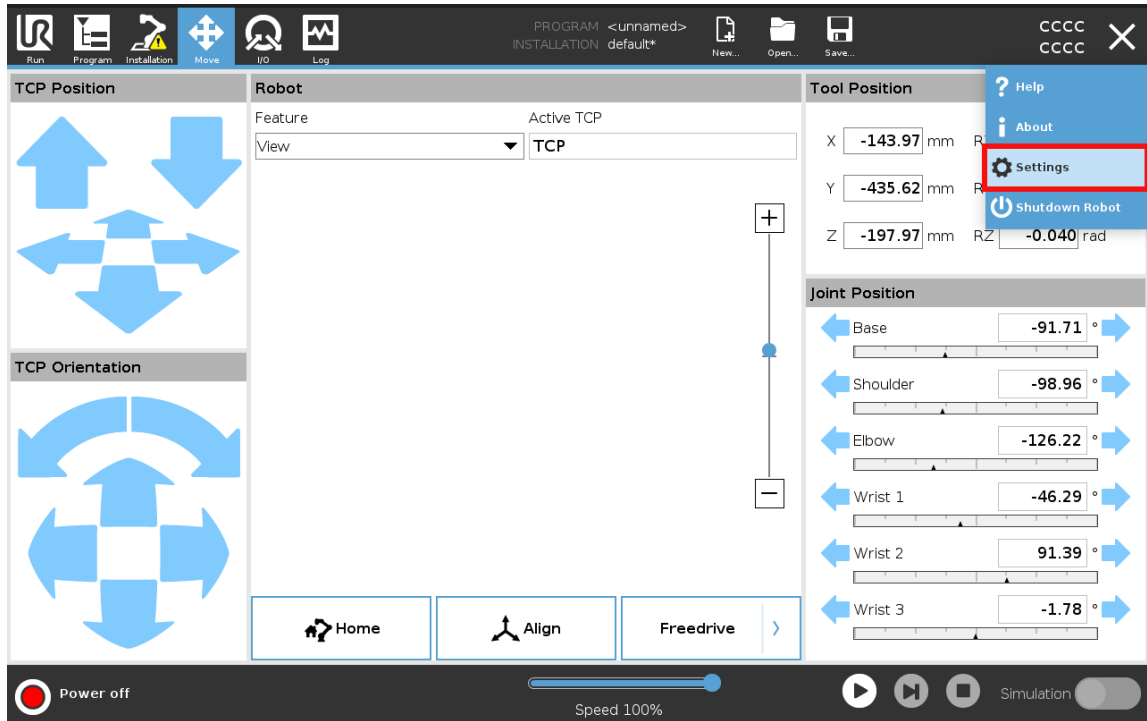 UR
Run
Program
Installation
Move
I/O
Log
PROGRAM <unnamed>
INSTALLATION default*
New...
Open...
Save...
CCCC
CCCC
? Help
i About
Settings
Shutdown Robot
TCP Position
TCP Orientation
Robot
Feature
Active TCP
View
TCP
+
−
Home
Align
Freedrive
Tool Position
X -143.97 mm
Y -435.62 mm
Z -197.97 mm RZ -0.040 rad
Joint Position
Base -91.71 °
Shoulder -98.96 °
Elbow -126.22 °
Wrist 1 -46.29 °
Wrist 2 91.39 °
Wrist 3 -1.78 °
Power off
Speed 100%
Simulation